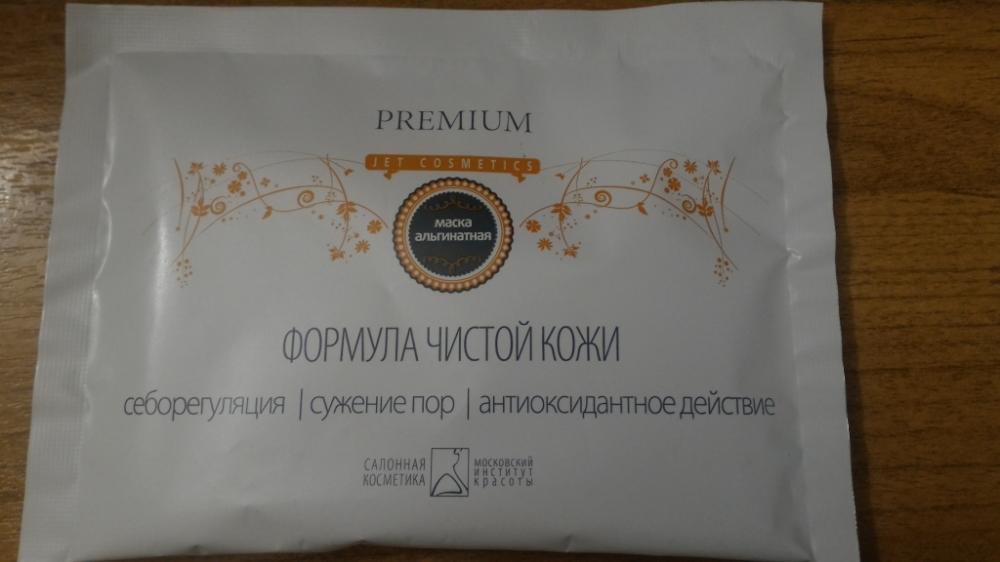 PREMIUM
JET COSMETICS
маска
альгинатная
ФОРМУЛА ЧИСТОЙ КОЖИ
себорегуляция | сужение пор | антиоксидантное действие
САЛОННАЯ
КОСМЕТИКА
МОСКОВСКИЙ
ИНСТИТУТ
красоты